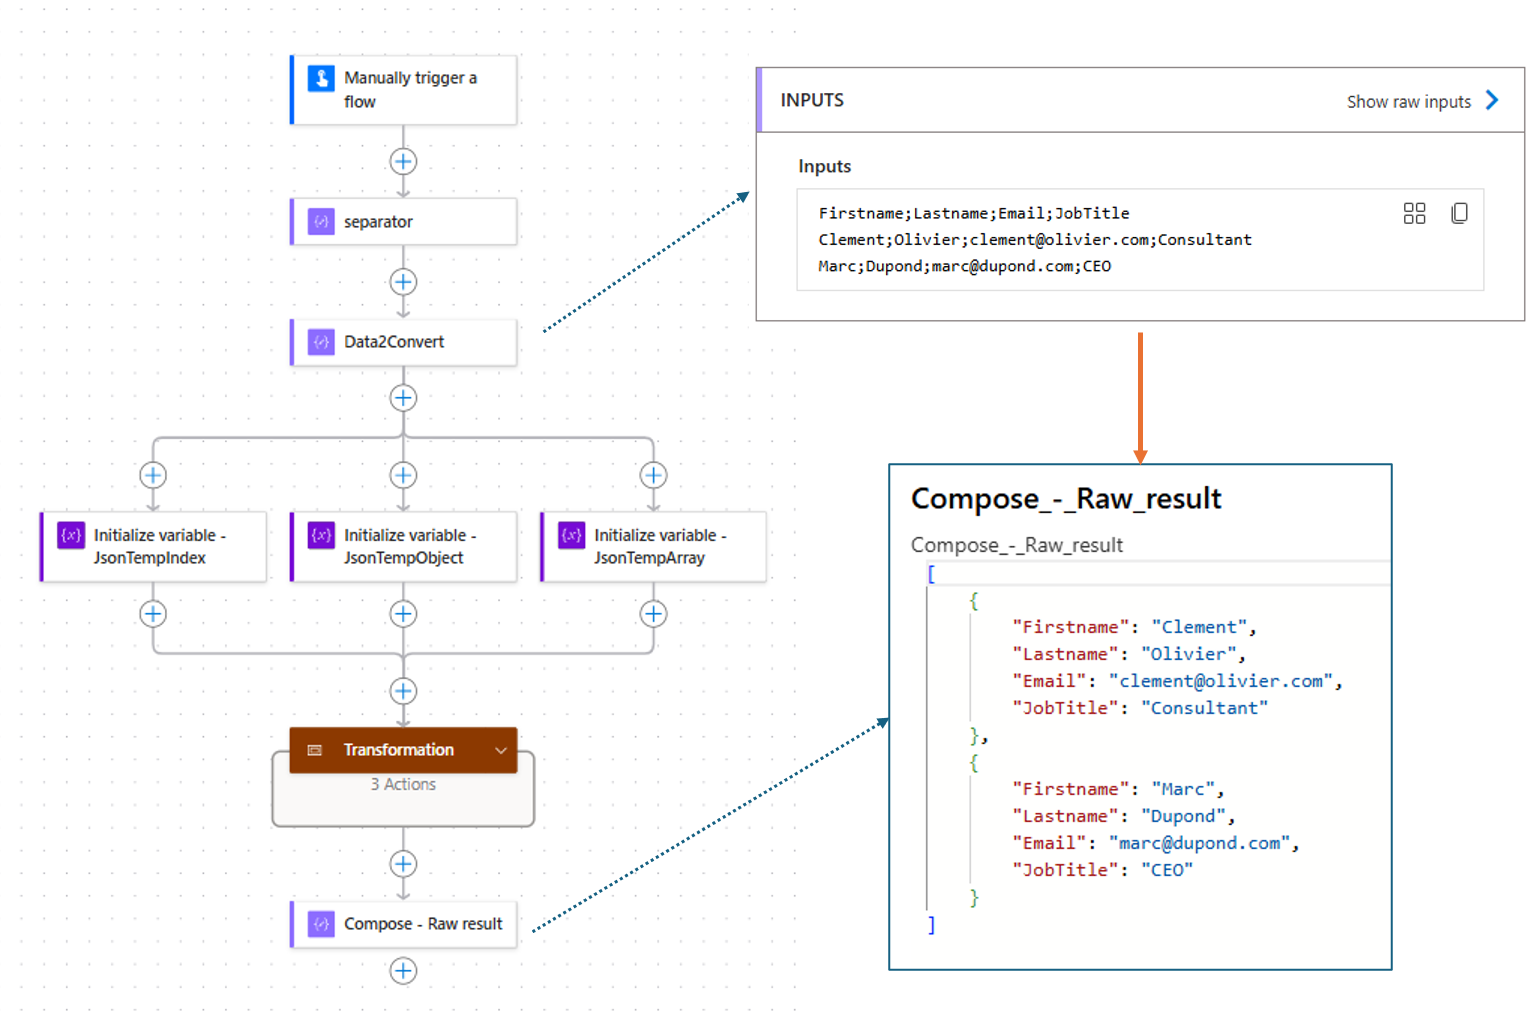 Manually trigger a
flow
separator
Data2Convert
Initialize variable -
JsonTempIndex
Initialize variable -
JsonTempObject
Initialize variable -
JsonTempArray
Transformation
3 Actions
Compose - Raw result
INPUTS
Show raw inputs
Inputs
Firstname;Lastname;Email;JobTitle
Clement;Olivier;clement@olivier.com;Consultant
Marc;Dupond;marc@dupond.com;CEO
Compose_-_Raw_result
Compose_-_Raw_result
[
{
"Firstname": "Clement",
"Lastname": "Olivier",
"Email": "clement@olivier.com",
"JobTitle": "Consultant"
},
{
"Firstname": "Marc",
"Lastname": "Dupond",
"Email": "marc@dupond.com",
"JobTitle": "CEO"
}
]